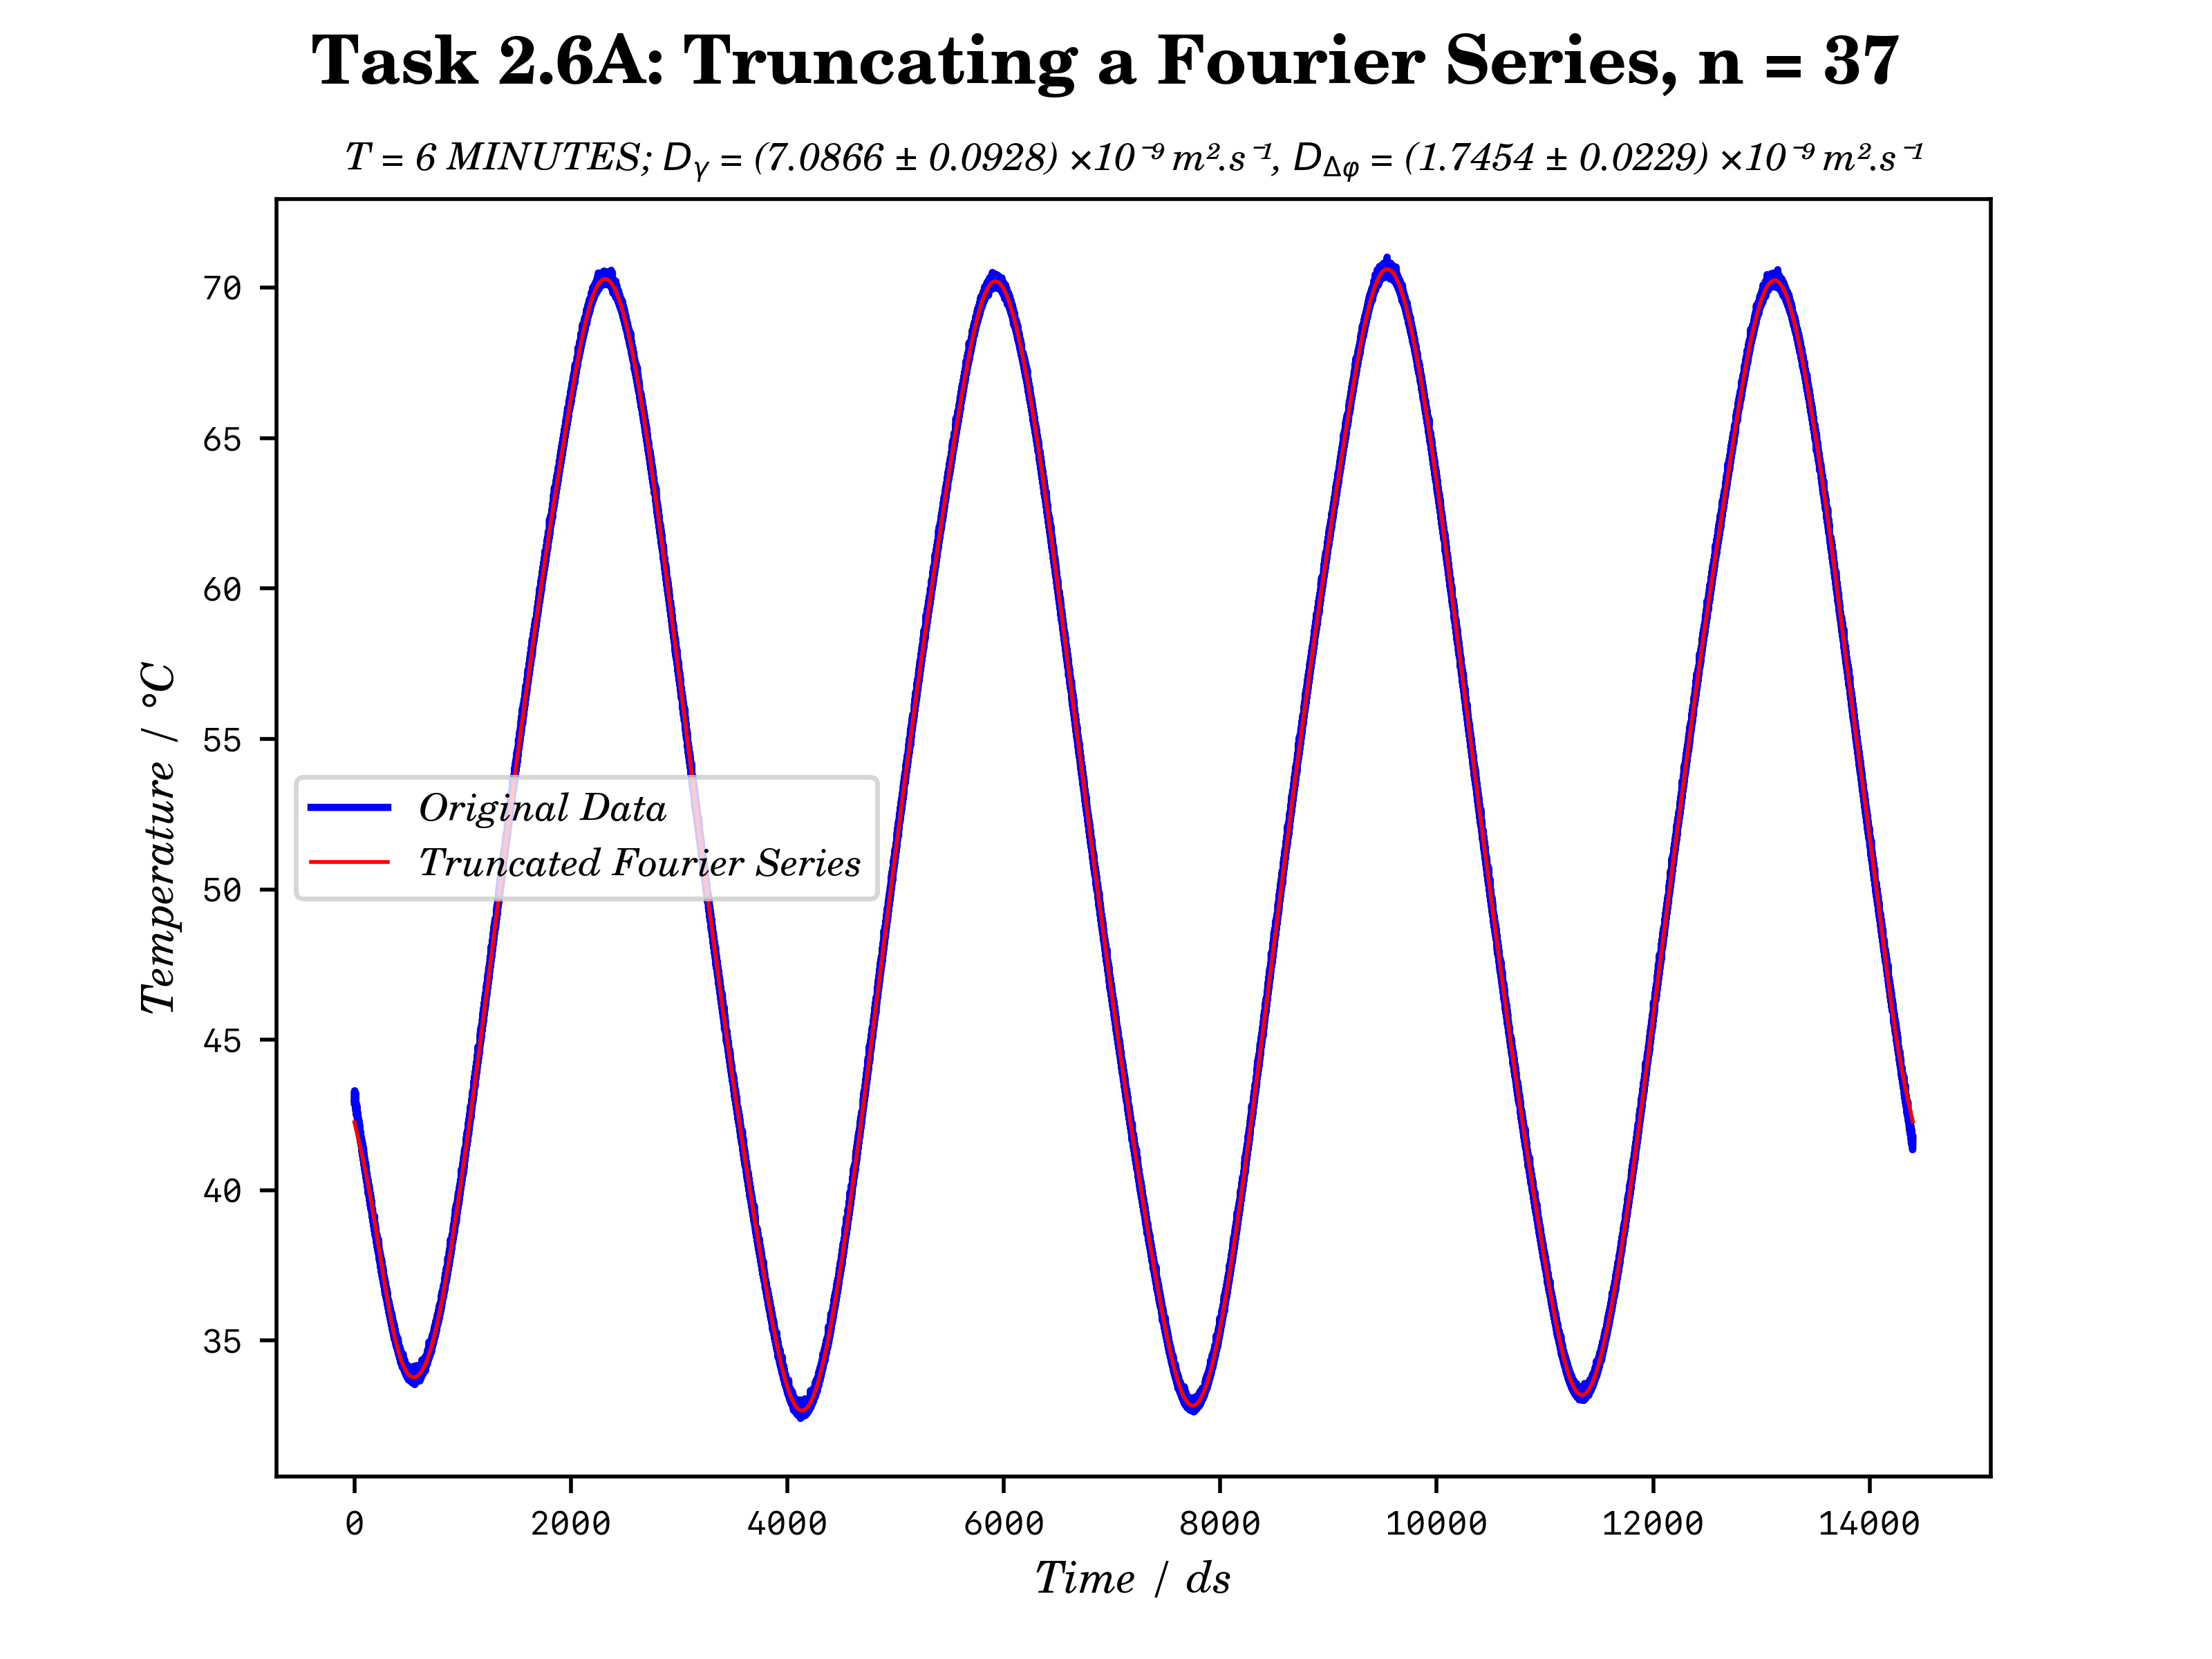 Task 2.6A: Truncating a Fourier Series, n = 37
T = 6 MINUTES; Dᵧ = (7.0866 ± 0.0928) ×10⁻⁹ m².s⁻¹, D_Δφ = (1.7454 ± 0.0229) ×10⁻⁹ m².s⁻¹
70
65
60
55
50
45
40
35
Temperature / °C
Original Data
Truncated Fourier Series
0 2000 4000 6000 8000 10000 12000 14000
Time / ds